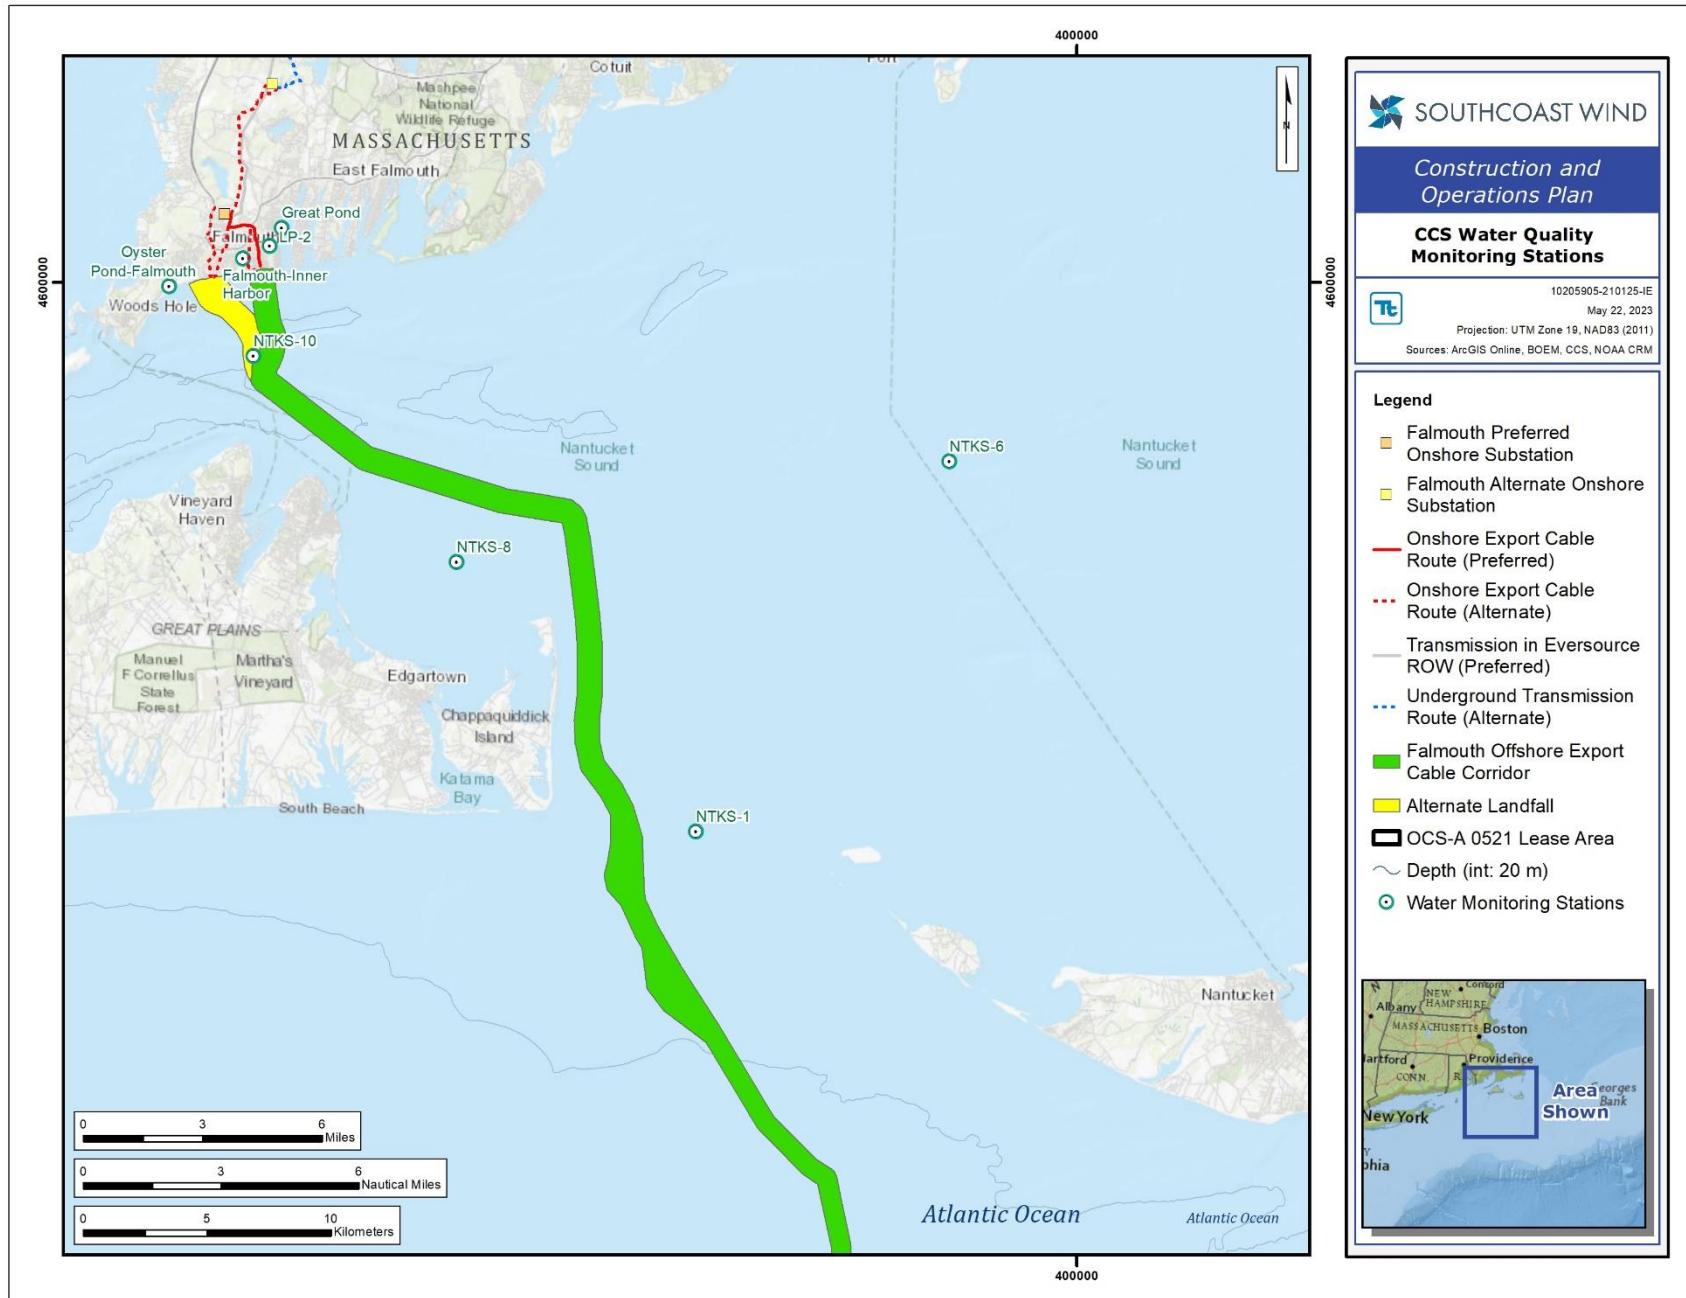 400000
4600000
4600000
400000
Cotuit
Port
Mashpee
National
Wildlife Refuge
MASSACHUSETTS
East Falmouth
Great Pond
Falmouth
LP-2
Oyster
Pond-Falmouth
Falmouth-Inner
Harbor
Woods Hole
NTKS-10
Nantucket
Sound
NTKS-6
Nantucket
Sound
Vineyard
Haven
NTKS-8
GREAT PLAINS
Manuel
F Correllus
State
Forest
Martha's
Vineyard
Edgartown
Chappaquiddick
Island
Katama
Bay
South Beach
NTKS-1
Nantucket
Atlantic Ocean
Atlantic Ocean
N
0 3 6
Miles
0 3 6
Nautical Miles
0 5 10
Kilometers
SOUTHCOAST WIND
Construction and
Operations Plan
CCS Water Quality
Monitoring Stations
Tt
10205905-210125-IE
May 22, 2023
Projection: UTM Zone 19, NAD83 (2011)
Sources: ArcGIS Online, BOEM, CCS, NOAA CRM
Legend
Falmouth Preferred
Onshore Substation
Falmouth Alternate Onshore
Substation
Onshore Export Cable
Route (Preferred)
Onshore Export Cable
Route (Alternate)
Transmission in Eversource
ROW (Preferred)
Underground Transmission
Route (Alternate)
Falmouth Offshore Export
Cable Corridor
Alternate Landfall
OCS-A 0521 Lease Area
Depth (int: 20 m)
Water Monitoring Stations
Concord
NEW
HAMPSHIRE
Albany
MASSACHUSETTS
Boston
Hartford
Providence
CONN.
New York
Area
Shown
Georges
Bank
phia